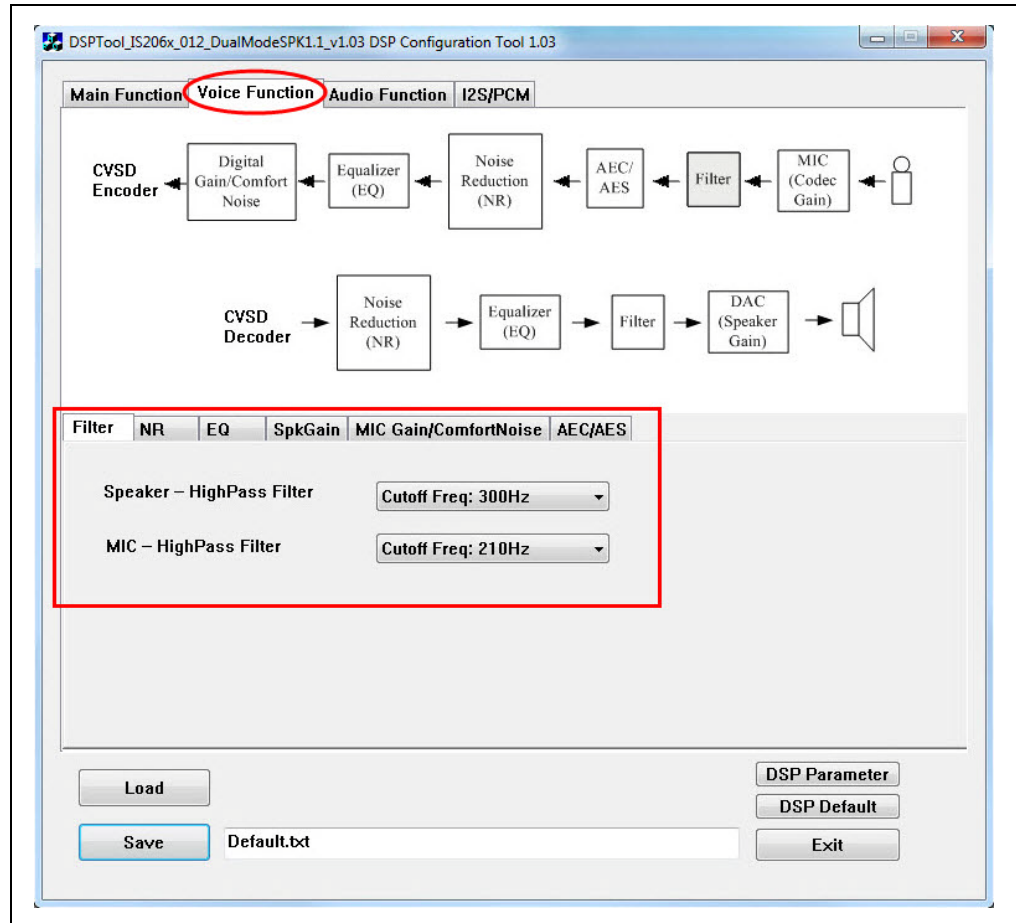 DSPTool_IS206x_012_DualModeSPK1.1_v1.03 DSP Configuration Tool 1.03
Main Function Voice Function Audio Function I2S/PCM
CVSD
Encoder
Digital
Gain/Comfort
Noise
Equalizer
(EQ)
Noise
Reduction
(NR)
AEC/
AES
Filter
MIC
(Codec
Gain)
CVSD
Decoder
Noise
Reduction
(NR)
Equalizer
(EQ)
Filter
DAC
(Speaker
Gain)
Filter NR EQ SpkGain MIC Gain/ComfortNoise AEC/AES
Speaker – HighPass Filter Cutoff Freq: 300Hz
MIC – HighPass Filter Cutoff Freq: 210Hz
Load
DSP Parameter
DSP Default
Save Default.txt Exit